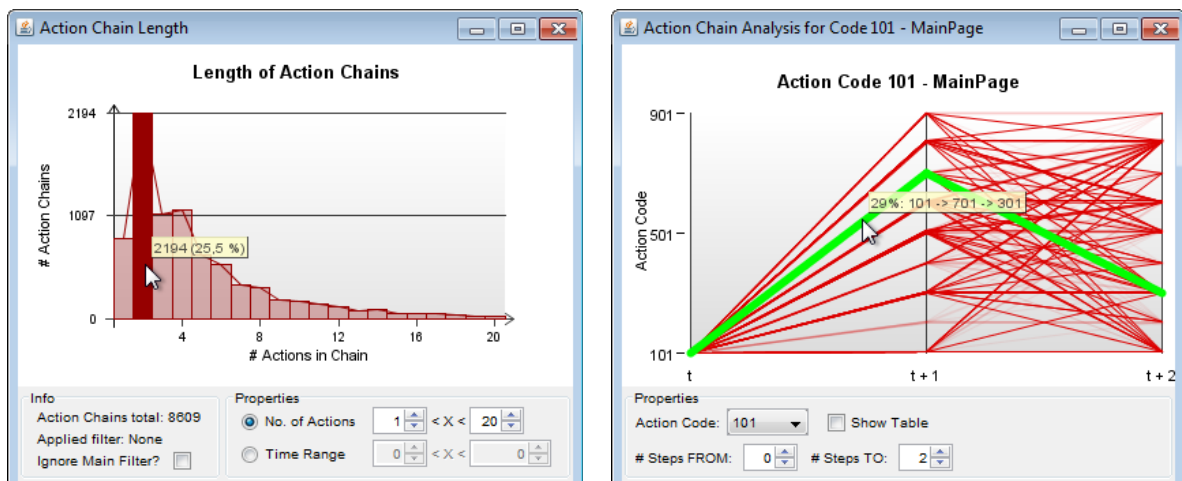 Action Chain Length
Length of Action Chains
2194
1097
0
# Action Chains
2194 (25,5 %)
4 8 12 16 20
# Actions in Chain
Info
Action Chains total: 8609
Applied filter: None
Ignore Main Filter?
Properties
No. of Actions 1 < X < 20
Time Range 0 < X < 0
Action Chain Analysis for Code 101 - MainPage
Action Code 101 - MainPage
901
501
101
Action Code
29%: 101 -> 701 -> 301
t t + 1 t + 2
Properties
Action Code: 101 Show Table
# Steps FROM: 0 # Steps TO: 2